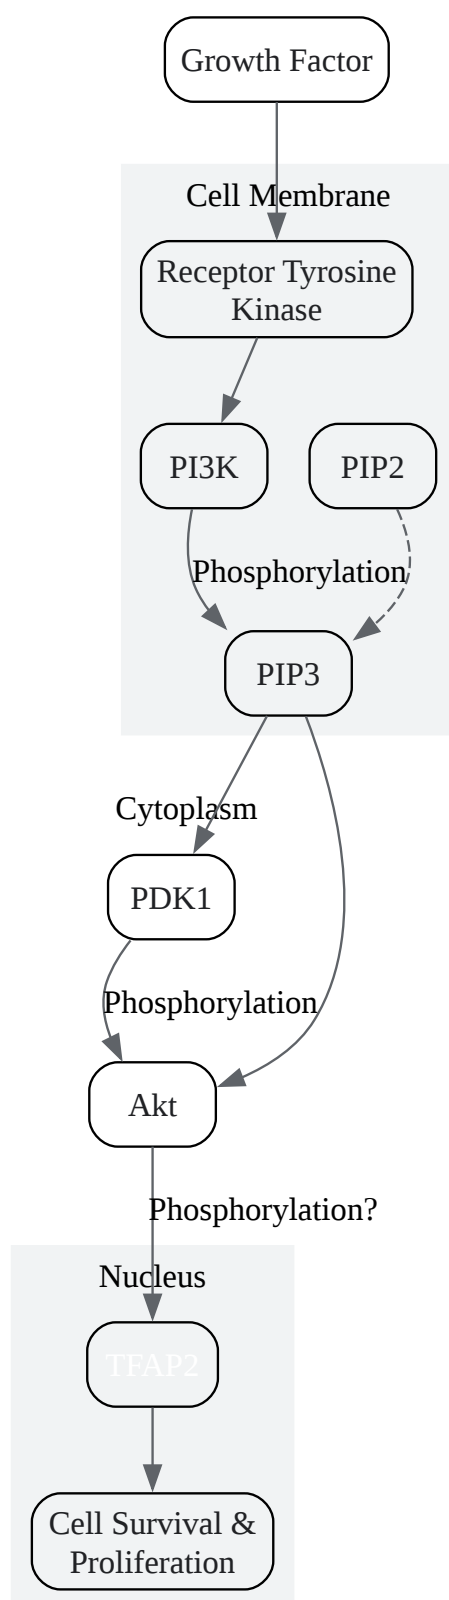 Growth Factor
Cell Membrane
Receptor Tyrosine
Kinase
PI3K
PIP2
Phosphorylation
PIP3
Cytoplasm
PDK1
Phosphorylation
Akt
Phosphorylation?
Nucleus
TFAP2
Cell Survival &
Proliferation